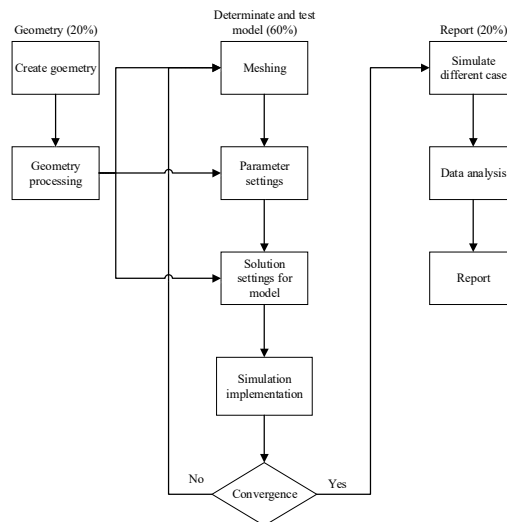 Geometry (20%)
Create goemetry
Geometry
processing
Determinate and test
model (60%)
Meshing
Parameter
settings
Solution
settings for
model
Simulation
implementation
Convergence
No
Yes
Report (20%)
Simulate
different case
Data analysis
Report